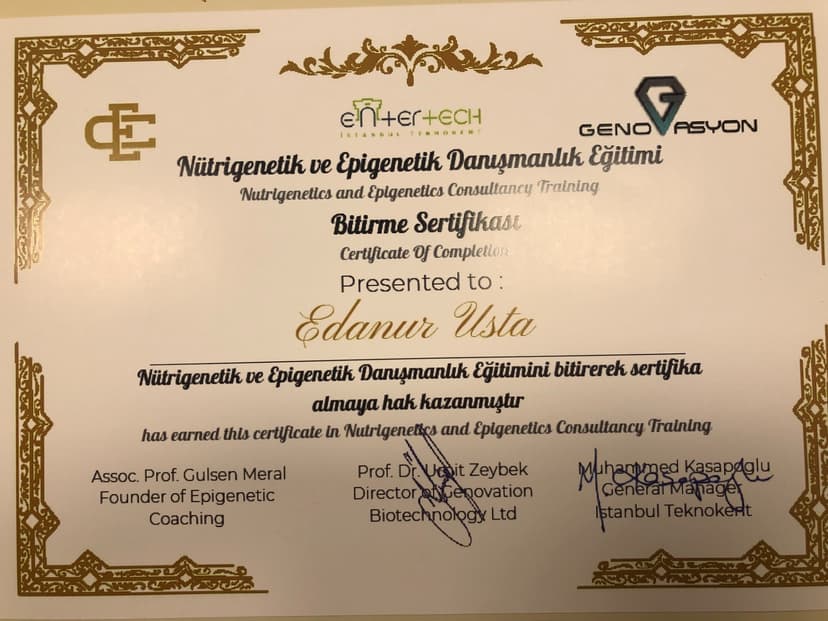 CE
entertech
İSTANBUL TEKNOKENT
GENOVASYON
Nütrigenetik ve Epigenetik Danışmanlık Eğitimi
Nutrigenetics and Epigenetics Consultancy Training
Bitirme Sertifikası
Certificate Of Completion
Presented to :
Edanur Usta
Nütrigenetik ve Epigenetik Danışmanlık Eğitimini bitirerek sertifika
almaya hak kazanmıştır
has earned this certificate in Nutrigenetics and Epigenetics Consultancy Training
Assoc. Prof. Gulsen Meral
Founder of Epigenetic
Coaching
Prof. Dr. Umit Zeybek
Director of Genovation
Biotechnology Ltd
Muhammed Kasapoglu
General Manager
Istanbul Teknokent